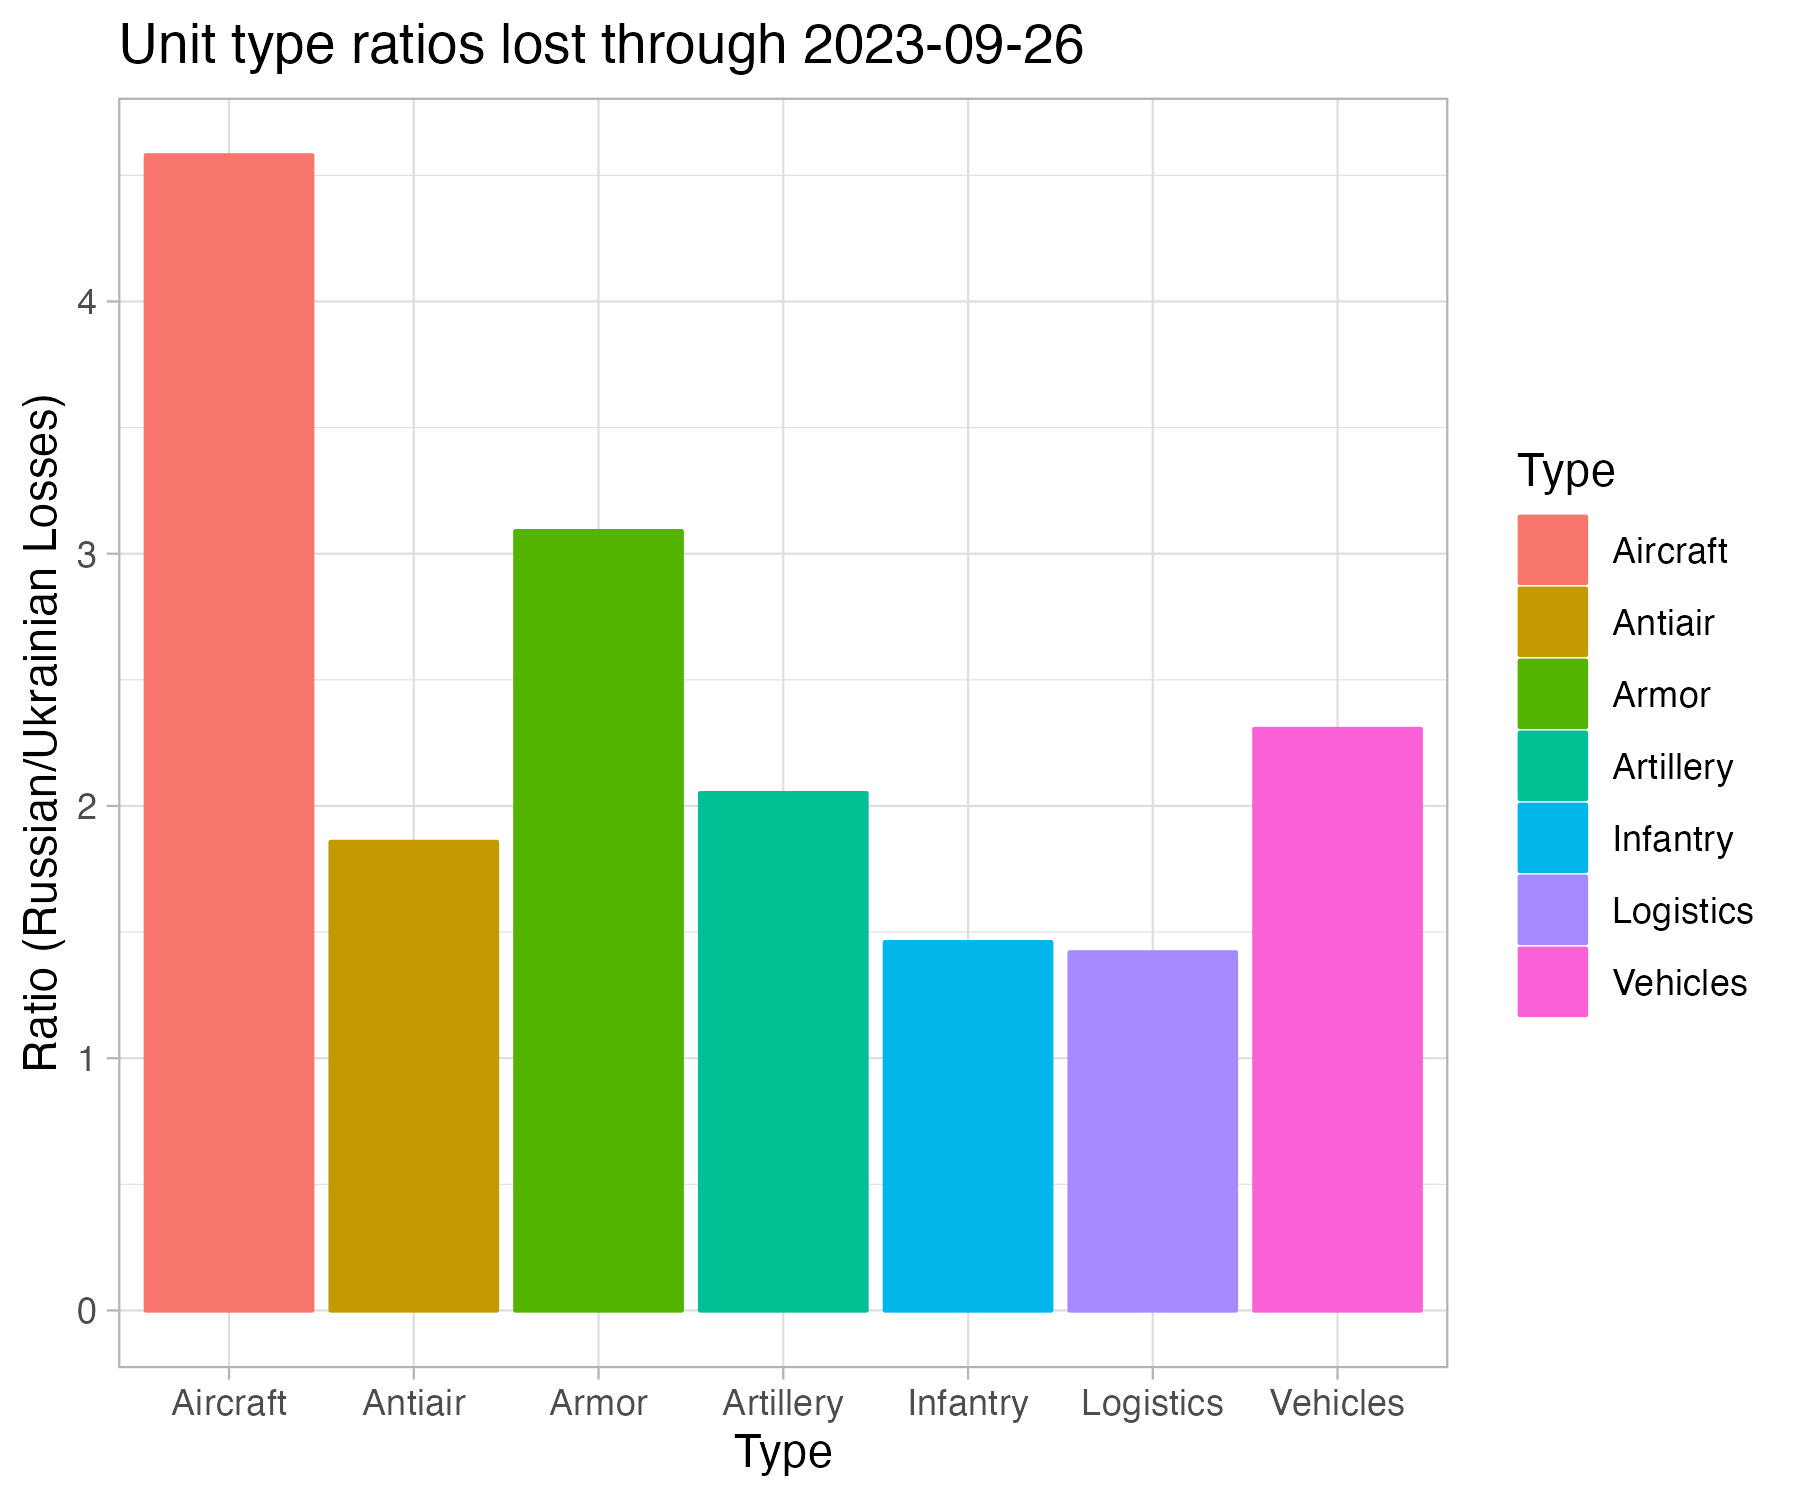 Unit type ratios lost through 2023-09-26
Ratio (Russian/Ukrainian Losses)
4
3
2
1
0
Aircraft Antiair Armor Artillery Infantry Logistics Vehicles
Type
Type
Aircraft
Antiair
Armor
Artillery
Infantry
Logistics
Vehicles